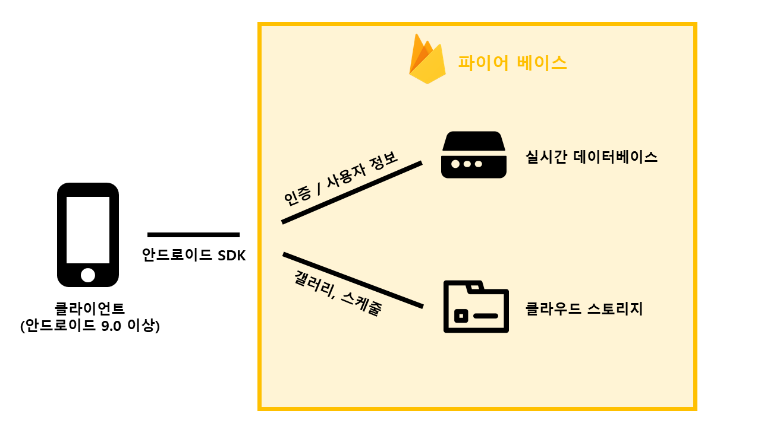 파이어 베이스
인증 / 사용자 정보
실시간 데이터베이스
안드로이드 SDK
갤러리, 스케줄
클라우드 스토리지
클라이언트
(안드로이드 9.0 이상)